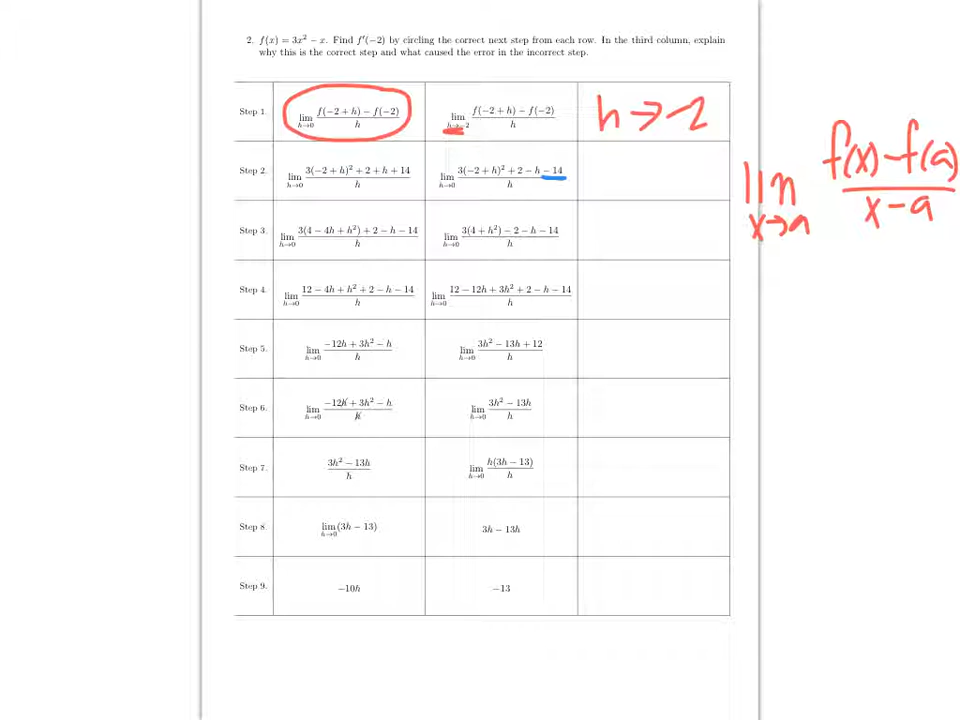 2. f(x) = 3x² − x. Find f′(−2) by circling the correct next step from each row. In the third column, explain
why this is the correct step and what caused the error in the incorrect step.
Step 1. lim h→0 (f(−2 + h) − f(−2))/h lim h→−2 (f(−2 + h) − f(−2))/h h→−2
Step 2. lim h→0 (3(−2 + h)² + 2 + h + 14)/h lim h→0 (3(−2 + h)² + 2 − h − 14)/h
lim x→a (f(x)−f(a))/(x−a)
Step 3. lim h→0 (3(4 − 4h + h²) + 2 − h − 14)/h lim h→0 (3(4 + h²) − 2 − h − 14)/h
Step 4. lim h→0 (12 − 4h + h² + 2 − h − 14)/h lim h→0 (12 − 12h + 3h² + 2 − h − 14)/h
Step 5. lim h→0 (−12h + 3h² − h)/h lim h→0 (3h² − 13h + 12)/h
Step 6. lim h→0 (−12h + 3h² − h)/h lim h→0 (3h² − 13h)/h
Step 7. (3h² − 13h)/h lim h→0 (h(3h − 13))/h
Step 8. lim h→0 (3h − 13) 3h − 13h
Step 9. −10h −13